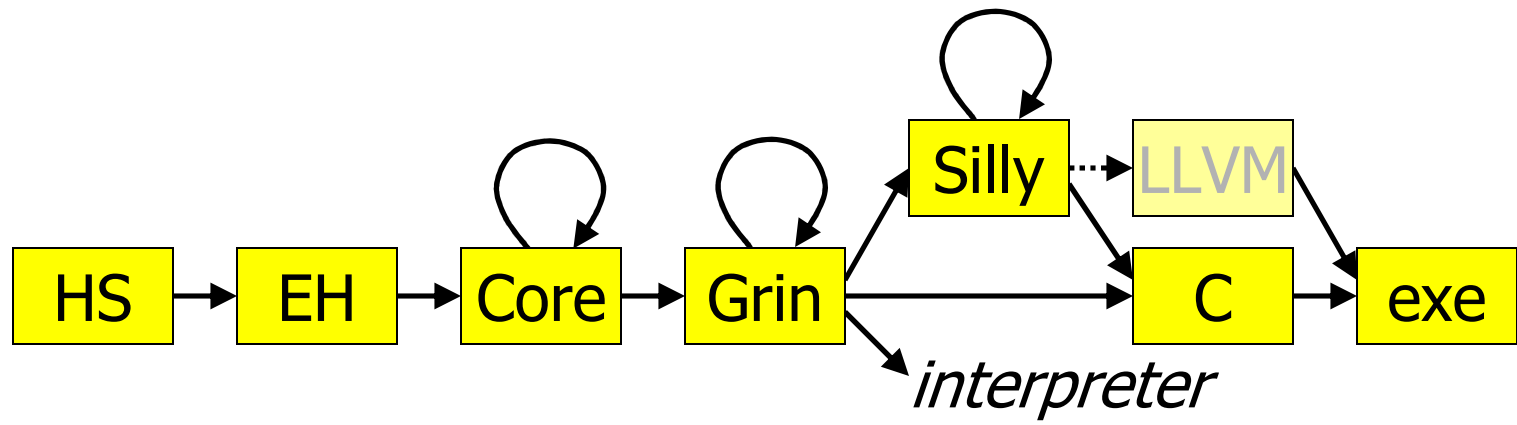 Silly
LLVM
HS
EH
Core
Grin
C
exe
interpreter